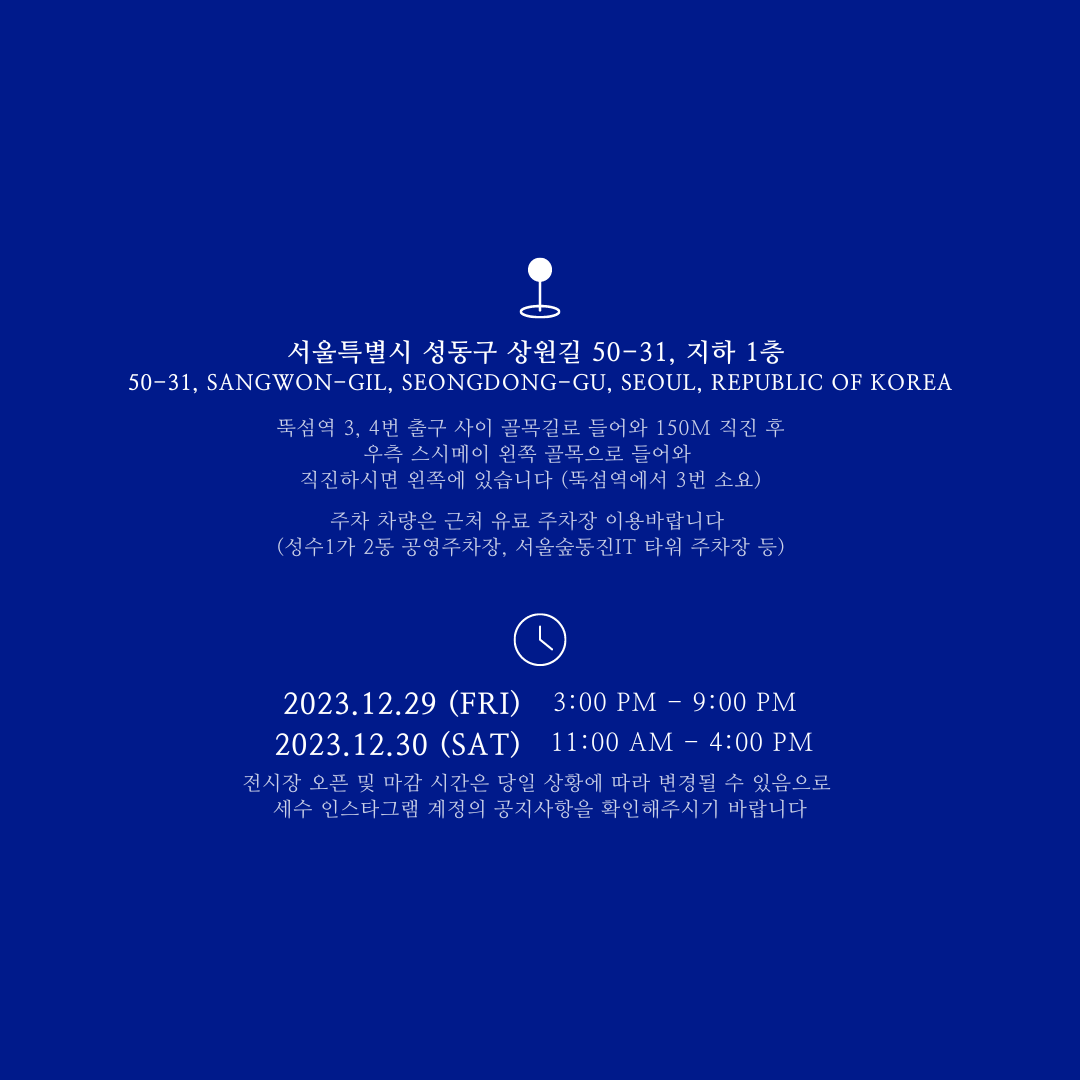 서울특별시 성동구 상원길 50-31, 지하 1층
50-31, SANGWON-GIL, SEONGDONG-GU, SEOUL, REPUBLIC OF KOREA
뚝섬역 3, 4번 출구 사이 골목길로 들어와 150M 직진 후
우측 스시메이 왼쪽 골목으로 들어와
직진하시면 왼쪽에 있습니다 (뚝섬역에서 3번 소요)
주차 차량은 근처 유료 주차장 이용바랍니다
(성수1가 2동 공영주차장, 서울숲동진IT 타워 주차장 등)
2023.12.29 (FRI) 3:00 PM - 9:00 PM
2023.12.30 (SAT) 11:00 AM - 4:00 PM
전시장 오픈 및 마감 시간은 당일 상황에 따라 변경될 수 있음으로
세수 인스타그램 계정의 공지사항을 확인해주시기 바랍니다